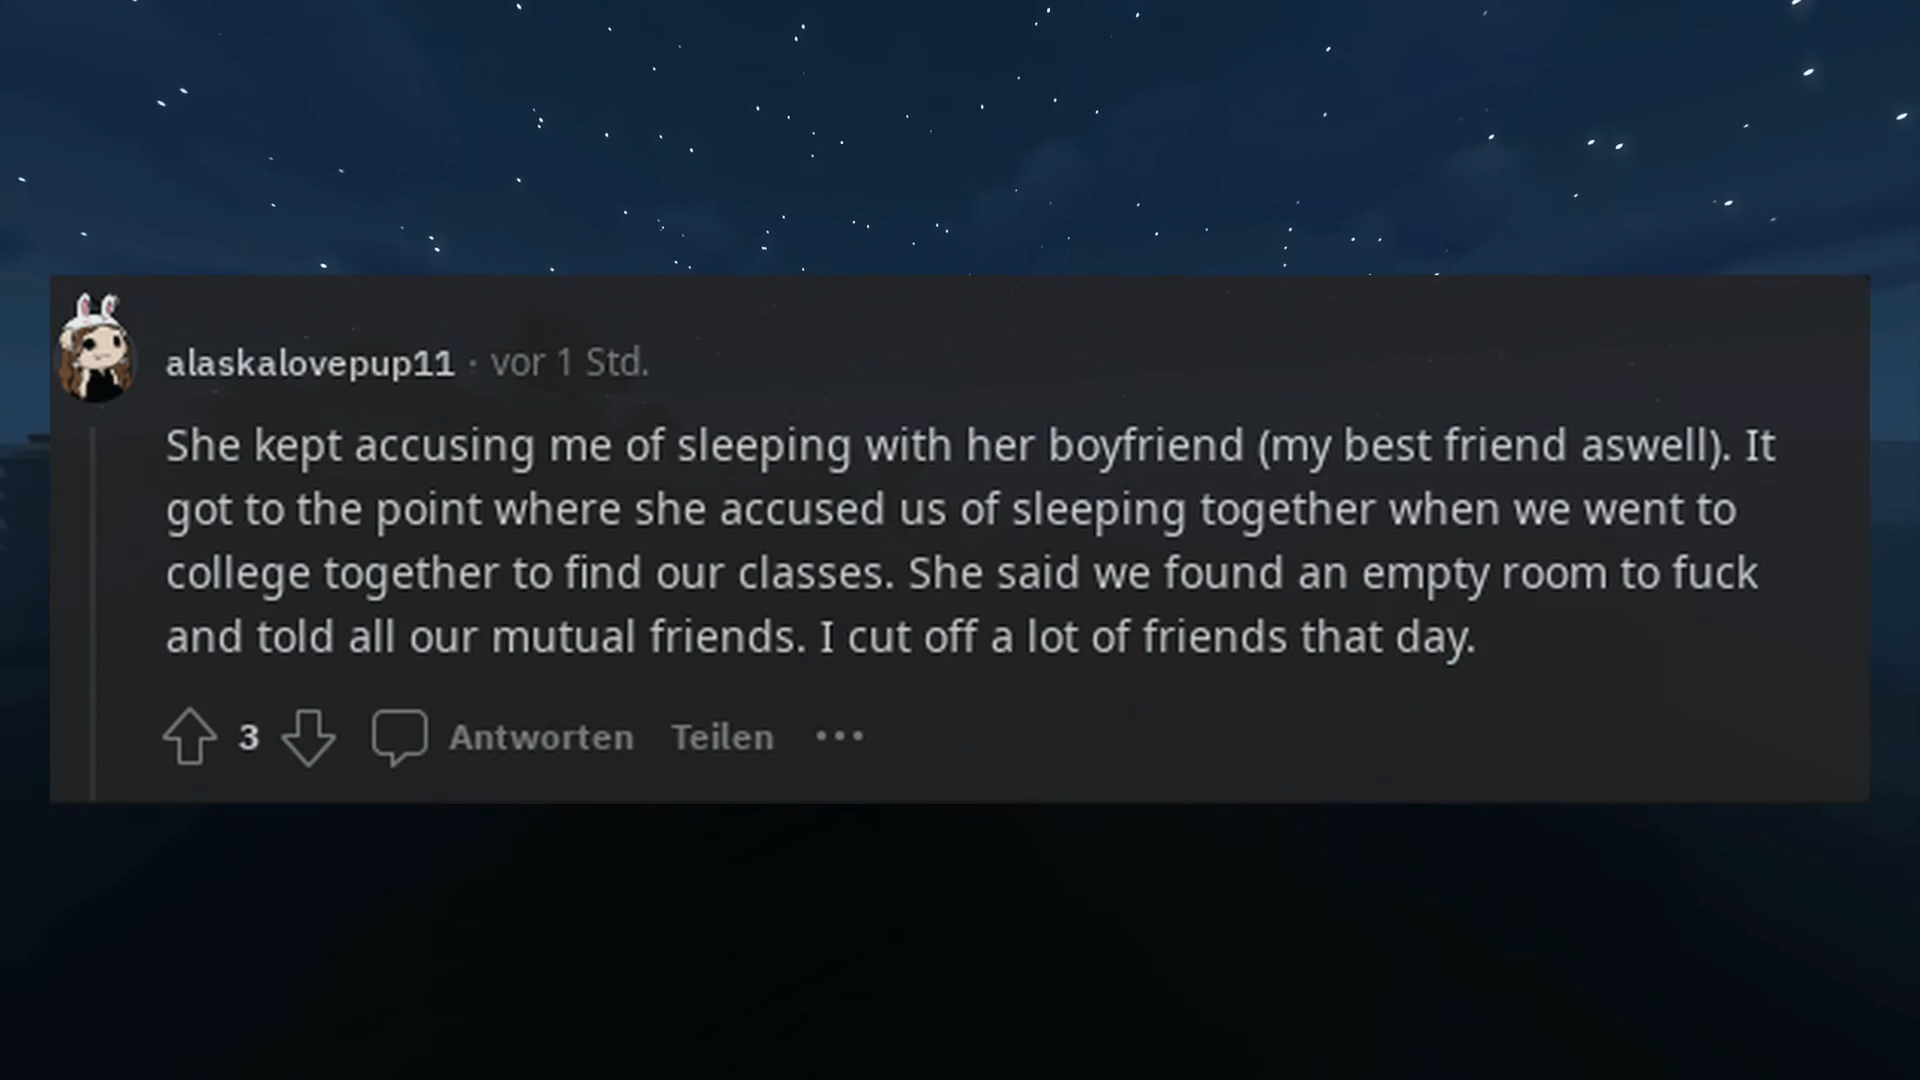 alaskalovepup11 · vor 1 Std.
She kept accusing me of sleeping with her boyfriend (my best friend aswell). It
got to the point where she accused us of sleeping together when we went to
college together to find our classes. She said we found an empty room to fuck
and told all our mutual friends. I cut off a lot of friends that day.
3 Antworten Teilen •••